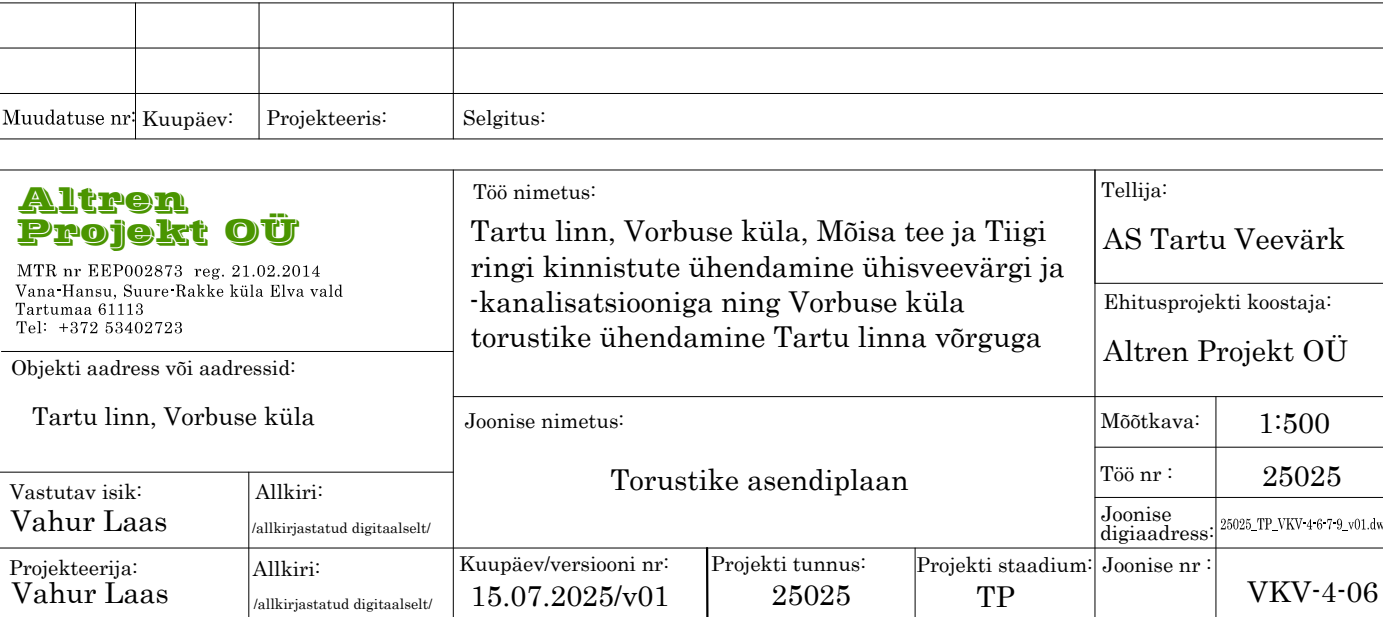 Muudatuse nr:
Kuupäev:
Projekteeris:
Selgitus:
Altren
Projekt OÜ
MTR nr EEP002873 reg. 21.02.2014
Vana-Hansu, Suure-Rakke küla Elva vald
Tartumaa 61113
Tel: +372 53402723
Objekti aadress või aadressid:
Tartu linn, Vorbuse küla
Töö nimetus:
Tartu linn, Vorbuse küla, Mõisa tee ja Tiigi
ringi kinnistute ühendamine ühisveevärgi ja
-kanalisatsiooniga ning Vorbuse küla
torustike ühendamine Tartu linna võrguga
Tellija:
AS Tartu Veevärk
Ehitusprojekti koostaja:
Altren Projekt OÜ
Joonise nimetus:
Torustike asendiplaan
Mõõtkava:
1:500
Töö nr :
25025
Joonise
digiaadress:
25025_TP_VKV-4-6-7-9_v01.dw
Vastutav isik:
Vahur Laas
Allkiri:
/allkirjastatud digitaalselt/
Projekteerija:
Vahur Laas
Allkiri:
/allkirjastatud digitaalselt/
Kuupäev/versiooni nr:
15.07.2025/v01
Projekti tunnus:
25025
Projekti staadium:
TP
Joonise nr :
VKV-4-06